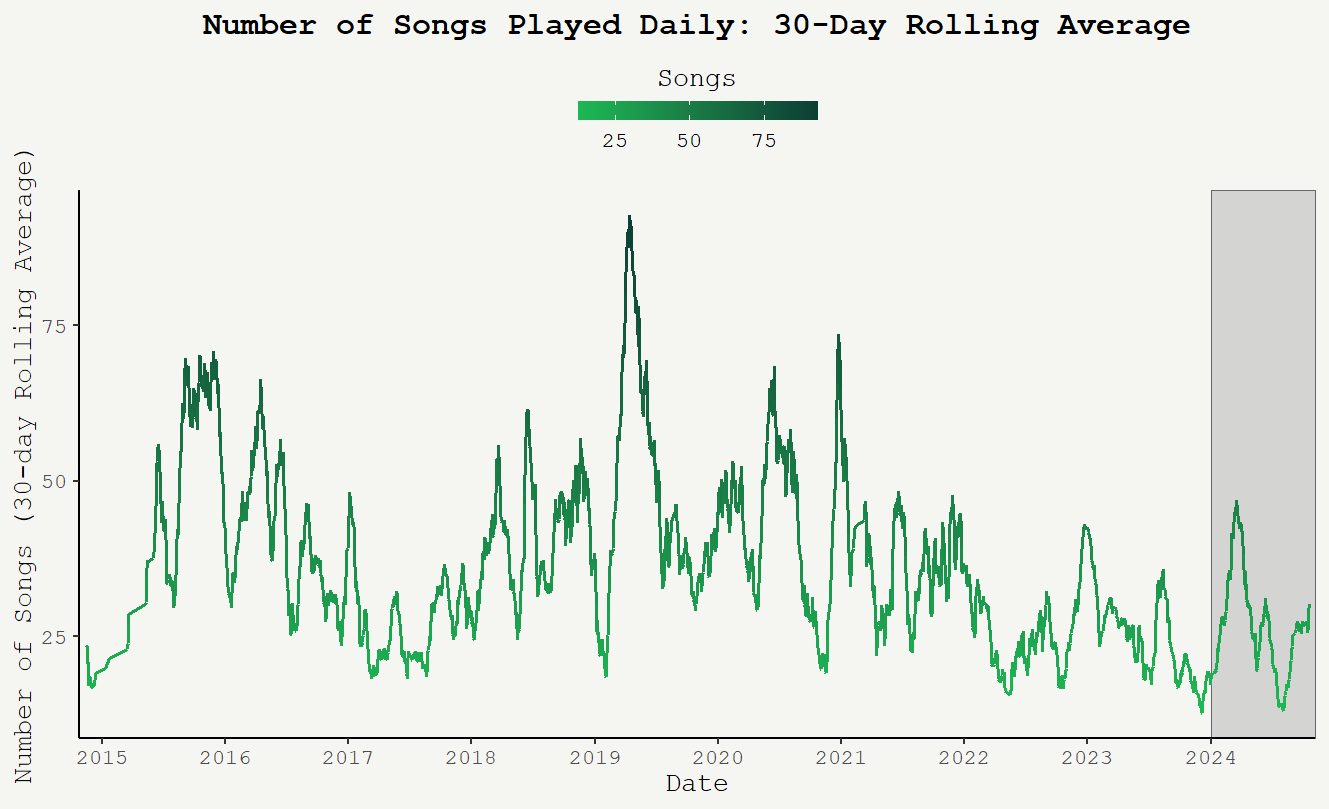 Number of Songs Played Daily: 30-Day Rolling Average
Songs
25 50 75
Number of Songs (30-day Rolling Average)
75
50
25
2015 2016 2017 2018 2019 2020 2021 2022 2023 2024
Date